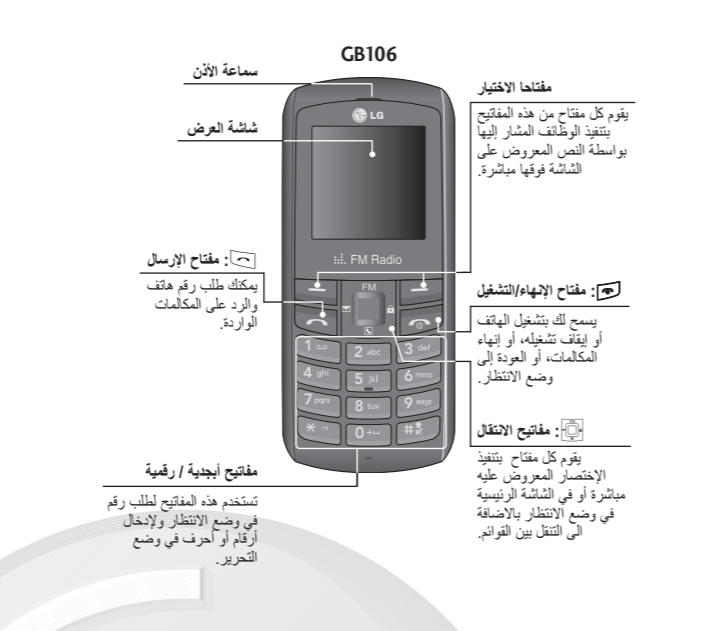 GB106
سماعة الأذن
شاشة العرض
مفتاحا الاختيار
يقوم كل مفتاح من هذه المفاتيح
بتنفيذ الوظائف المشار إليها
بواسطة النص المعروض على
الشاشة فوقها مباشرة.
: مفتاح الإرسال
يمكنك طلب رقم هاتف
والرد على المكالمات
الواردة.
: مفتاح الإنهاء/التشغيل
يسمح لك بتشغيل الهاتف
أو إيقاف تشغيله، أو إنهاء
المكالمات، أو العودة إلى
وضع الانتظار.
: مفاتيح الانتقال
يقوم كل مفتاح بتنفيذ
الإختصار المعروض عليه
مباشرة أو في الشاشة الرئيسية
في وضع الانتظار بالاضافة
الى التنقل بين القوائم.
مفاتيح أبجدية / رقمية
تستخدم هذه المفاتيح لطلب رقم
في وضع الانتظار ولإدخال
أرقام أو أحرف في وضع
التحرير.
LG
FM Radio
FM
1 2 abc 3 def
4 ghi 5 jkl 6 mno
7 pqrs 8 tuv 9 wxyz
* 0 + #